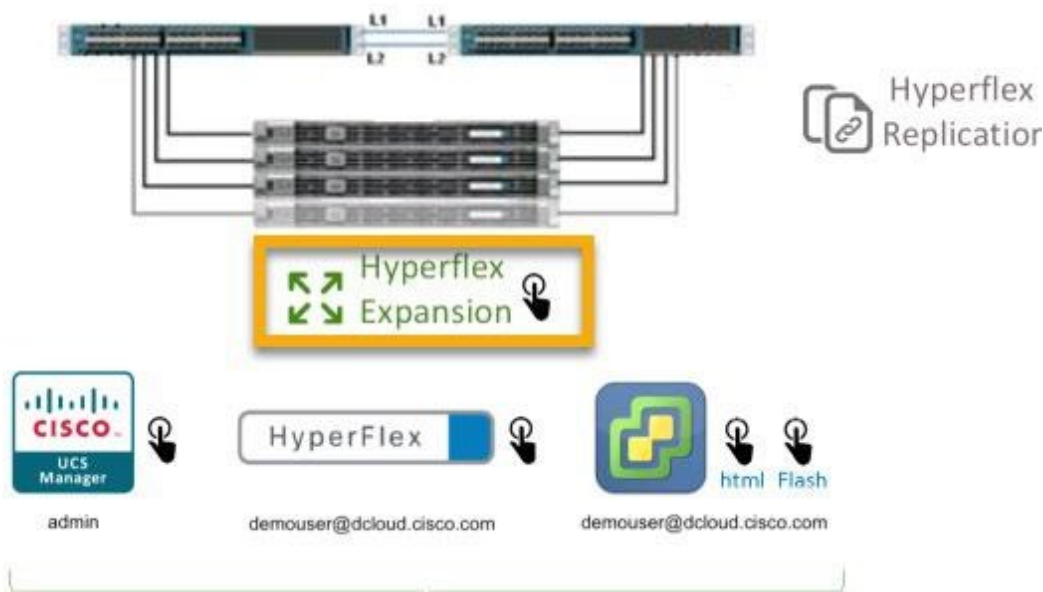 L1 L1
L2 L2
Hyperflex
Replication
Hyperflex
Expansion
CISCO
UCS
Manager
HyperFlex
html Flash
admin
demouser@dcloud.cisco.com
demouser@dcloud.cisco.com